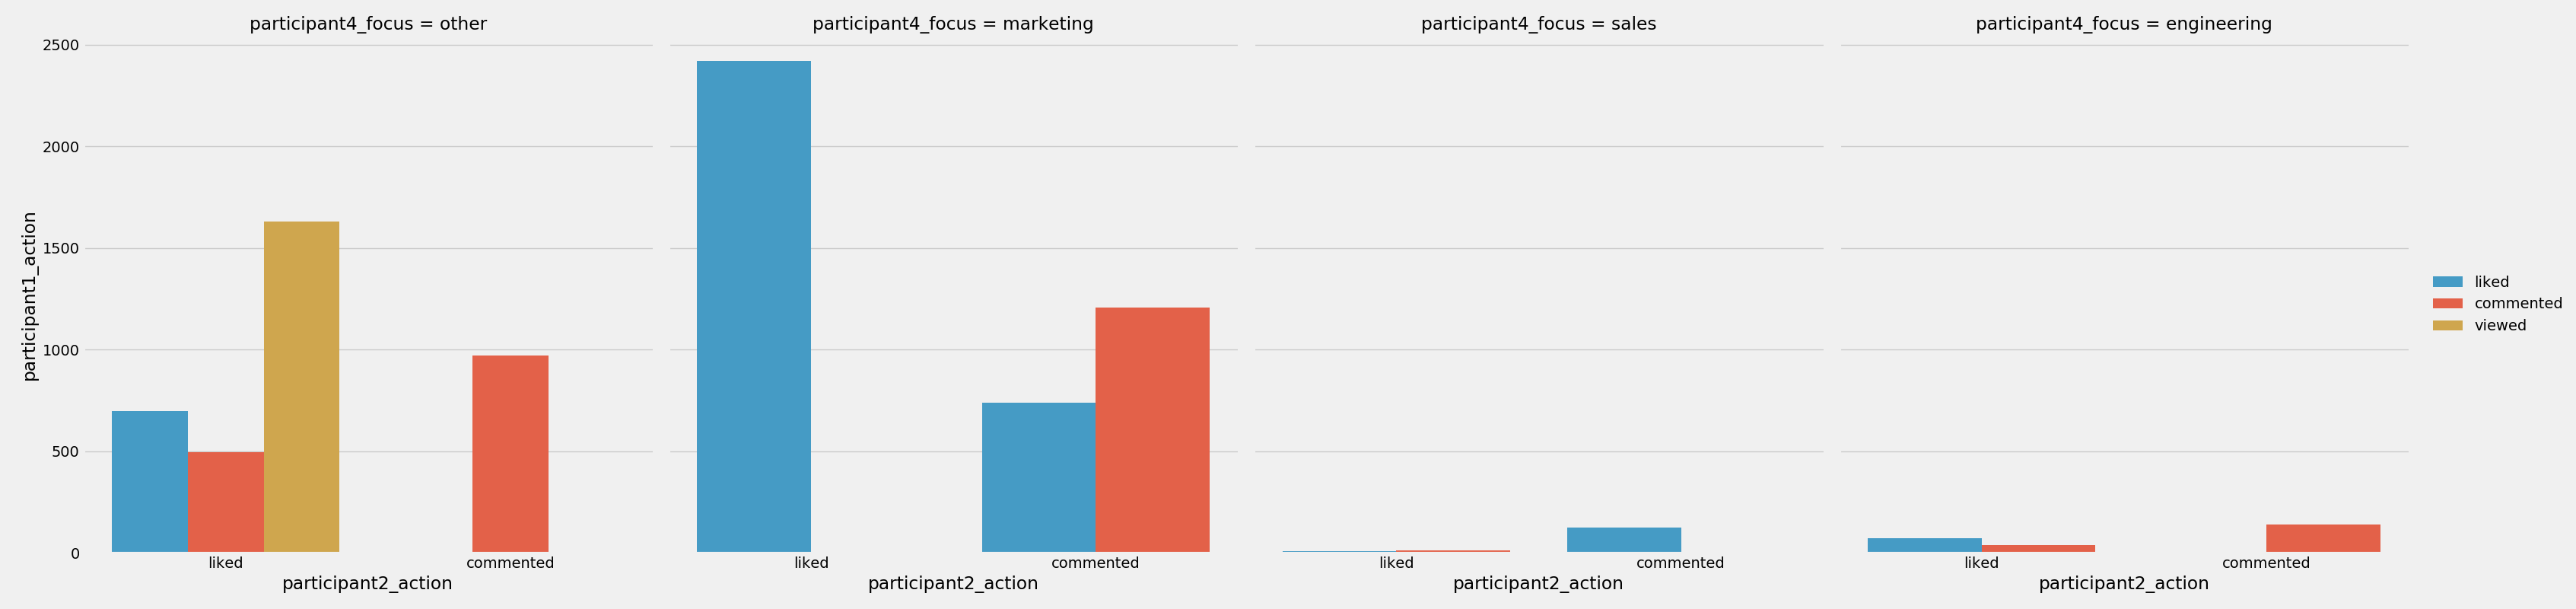 participant4_focus = other
participant4_focus = marketing
participant4_focus = sales
participant4_focus = engineering
participant1_action
2500
2000
1500
1000
500
0
liked
commented
liked
commented
liked
commented
liked
commented
participant2_action
participant2_action
participant2_action
participant2_action
liked
commented
viewed